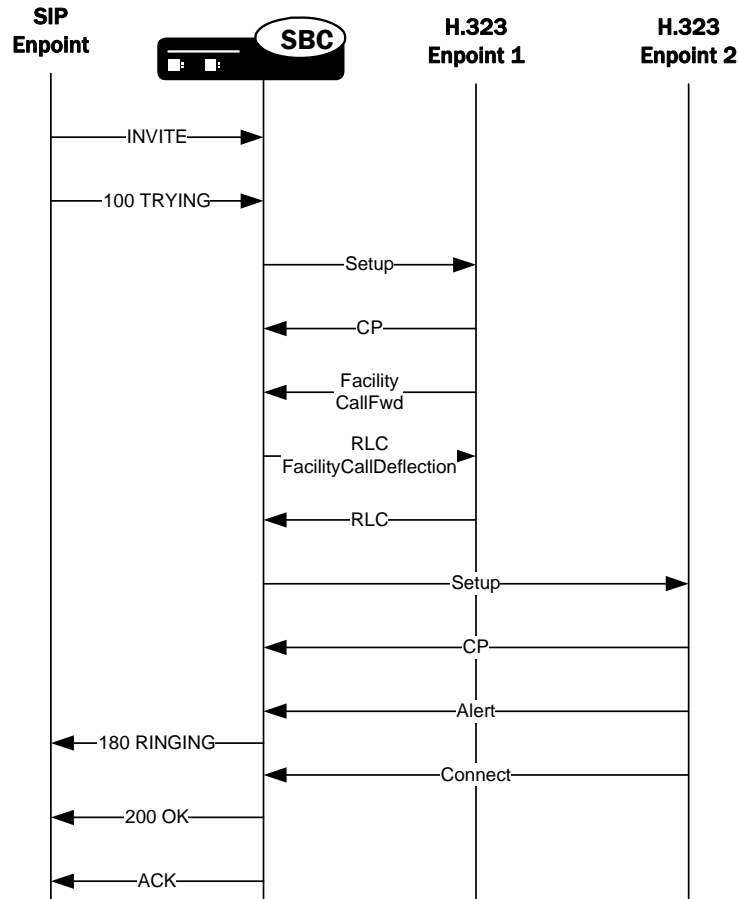 SIP
Enpoint
SBC
H.323
Enpoint 1
H.323
Enpoint 2
INVITE
100 TRYING
Setup
CP
Facility
CallFwd
RLC
FacilityCallDeflection
RLC
Setup
CP
Alert
180 RINGING
Connect
200 OK
ACK